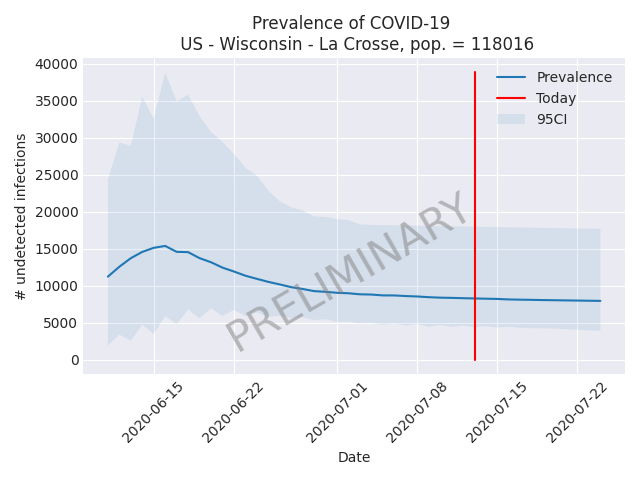 Prevalence of COVID-19
US - Wisconsin - La Crosse, pop. = 118016
40000
35000
30000
25000
20000
15000
10000
5000
0
# undetected infections
Prevalence
Today
95CI
PRELIMINARY
2020-06-15
2020-06-22
2020-07-01
2020-07-08
2020-07-15
2020-07-22
Date